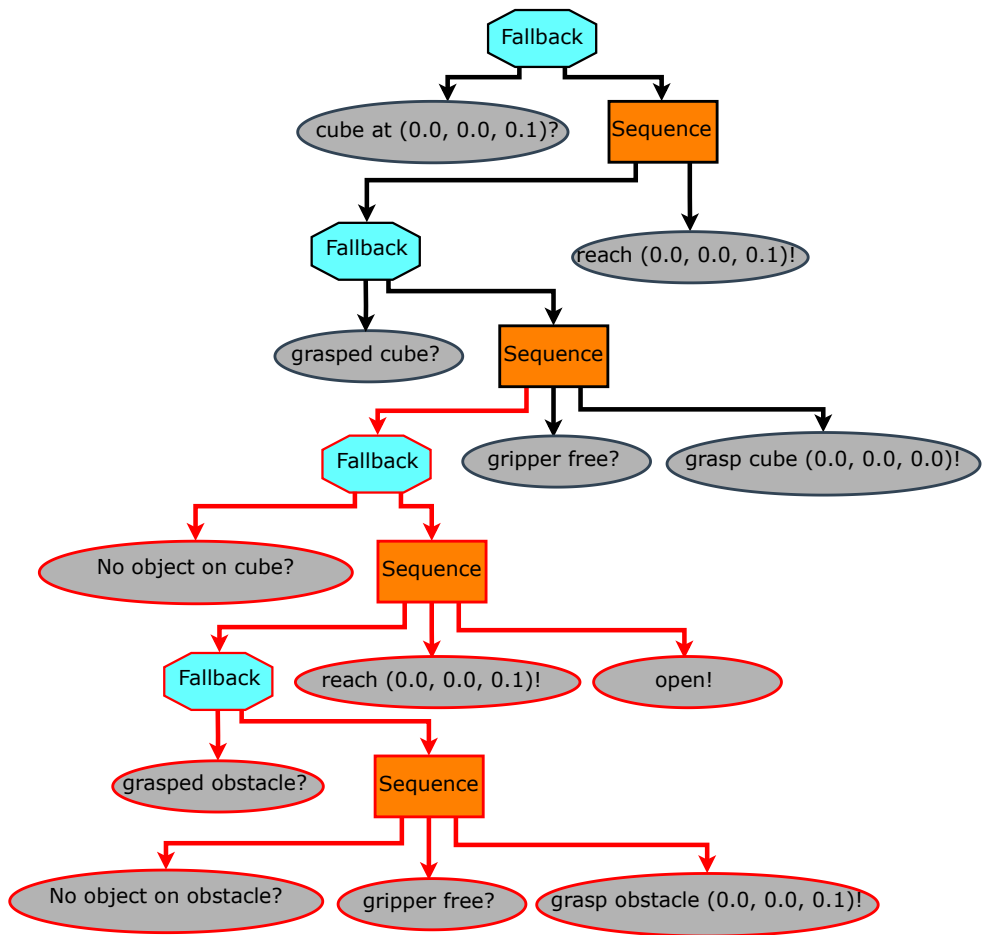 Fallback
cube at (0.0, 0.0, 0.1)?
Sequence
Fallback
reach (0.0, 0.0, 0.1)!
grasped cube?
Sequence
Fallback
gripper free?
grasp cube (0.0, 0.0, 0.0)!
No object on cube?
Sequence
Fallback
reach (0.0, 0.0, 0.1)!
open!
grasped obstacle?
Sequence
No object on obstacle?
gripper free?
grasp obstacle (0.0, 0.0, 0.1)!